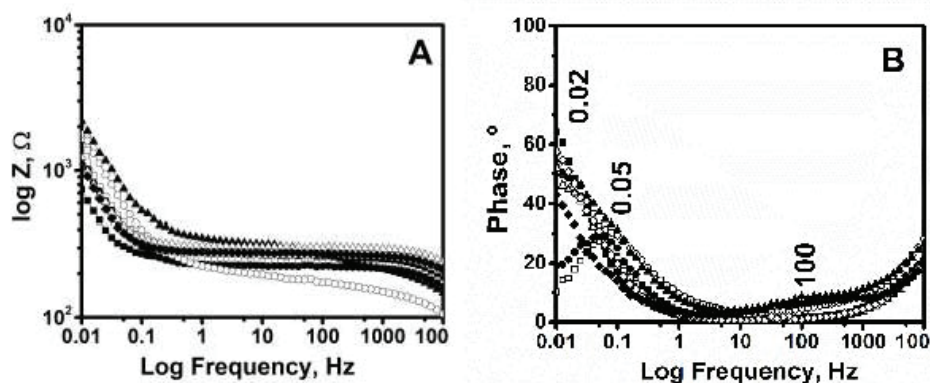 A
10⁴
10³
10²
log Z, Ω
0.01 0.1 1 10 100 10³ 100
Log Frequency, Hz
B
100
80
60
40
20
0
Phase, °
0.02
0.05
100
0.01 0.1 1 10 100 1000 100
Log Frequency, Hz